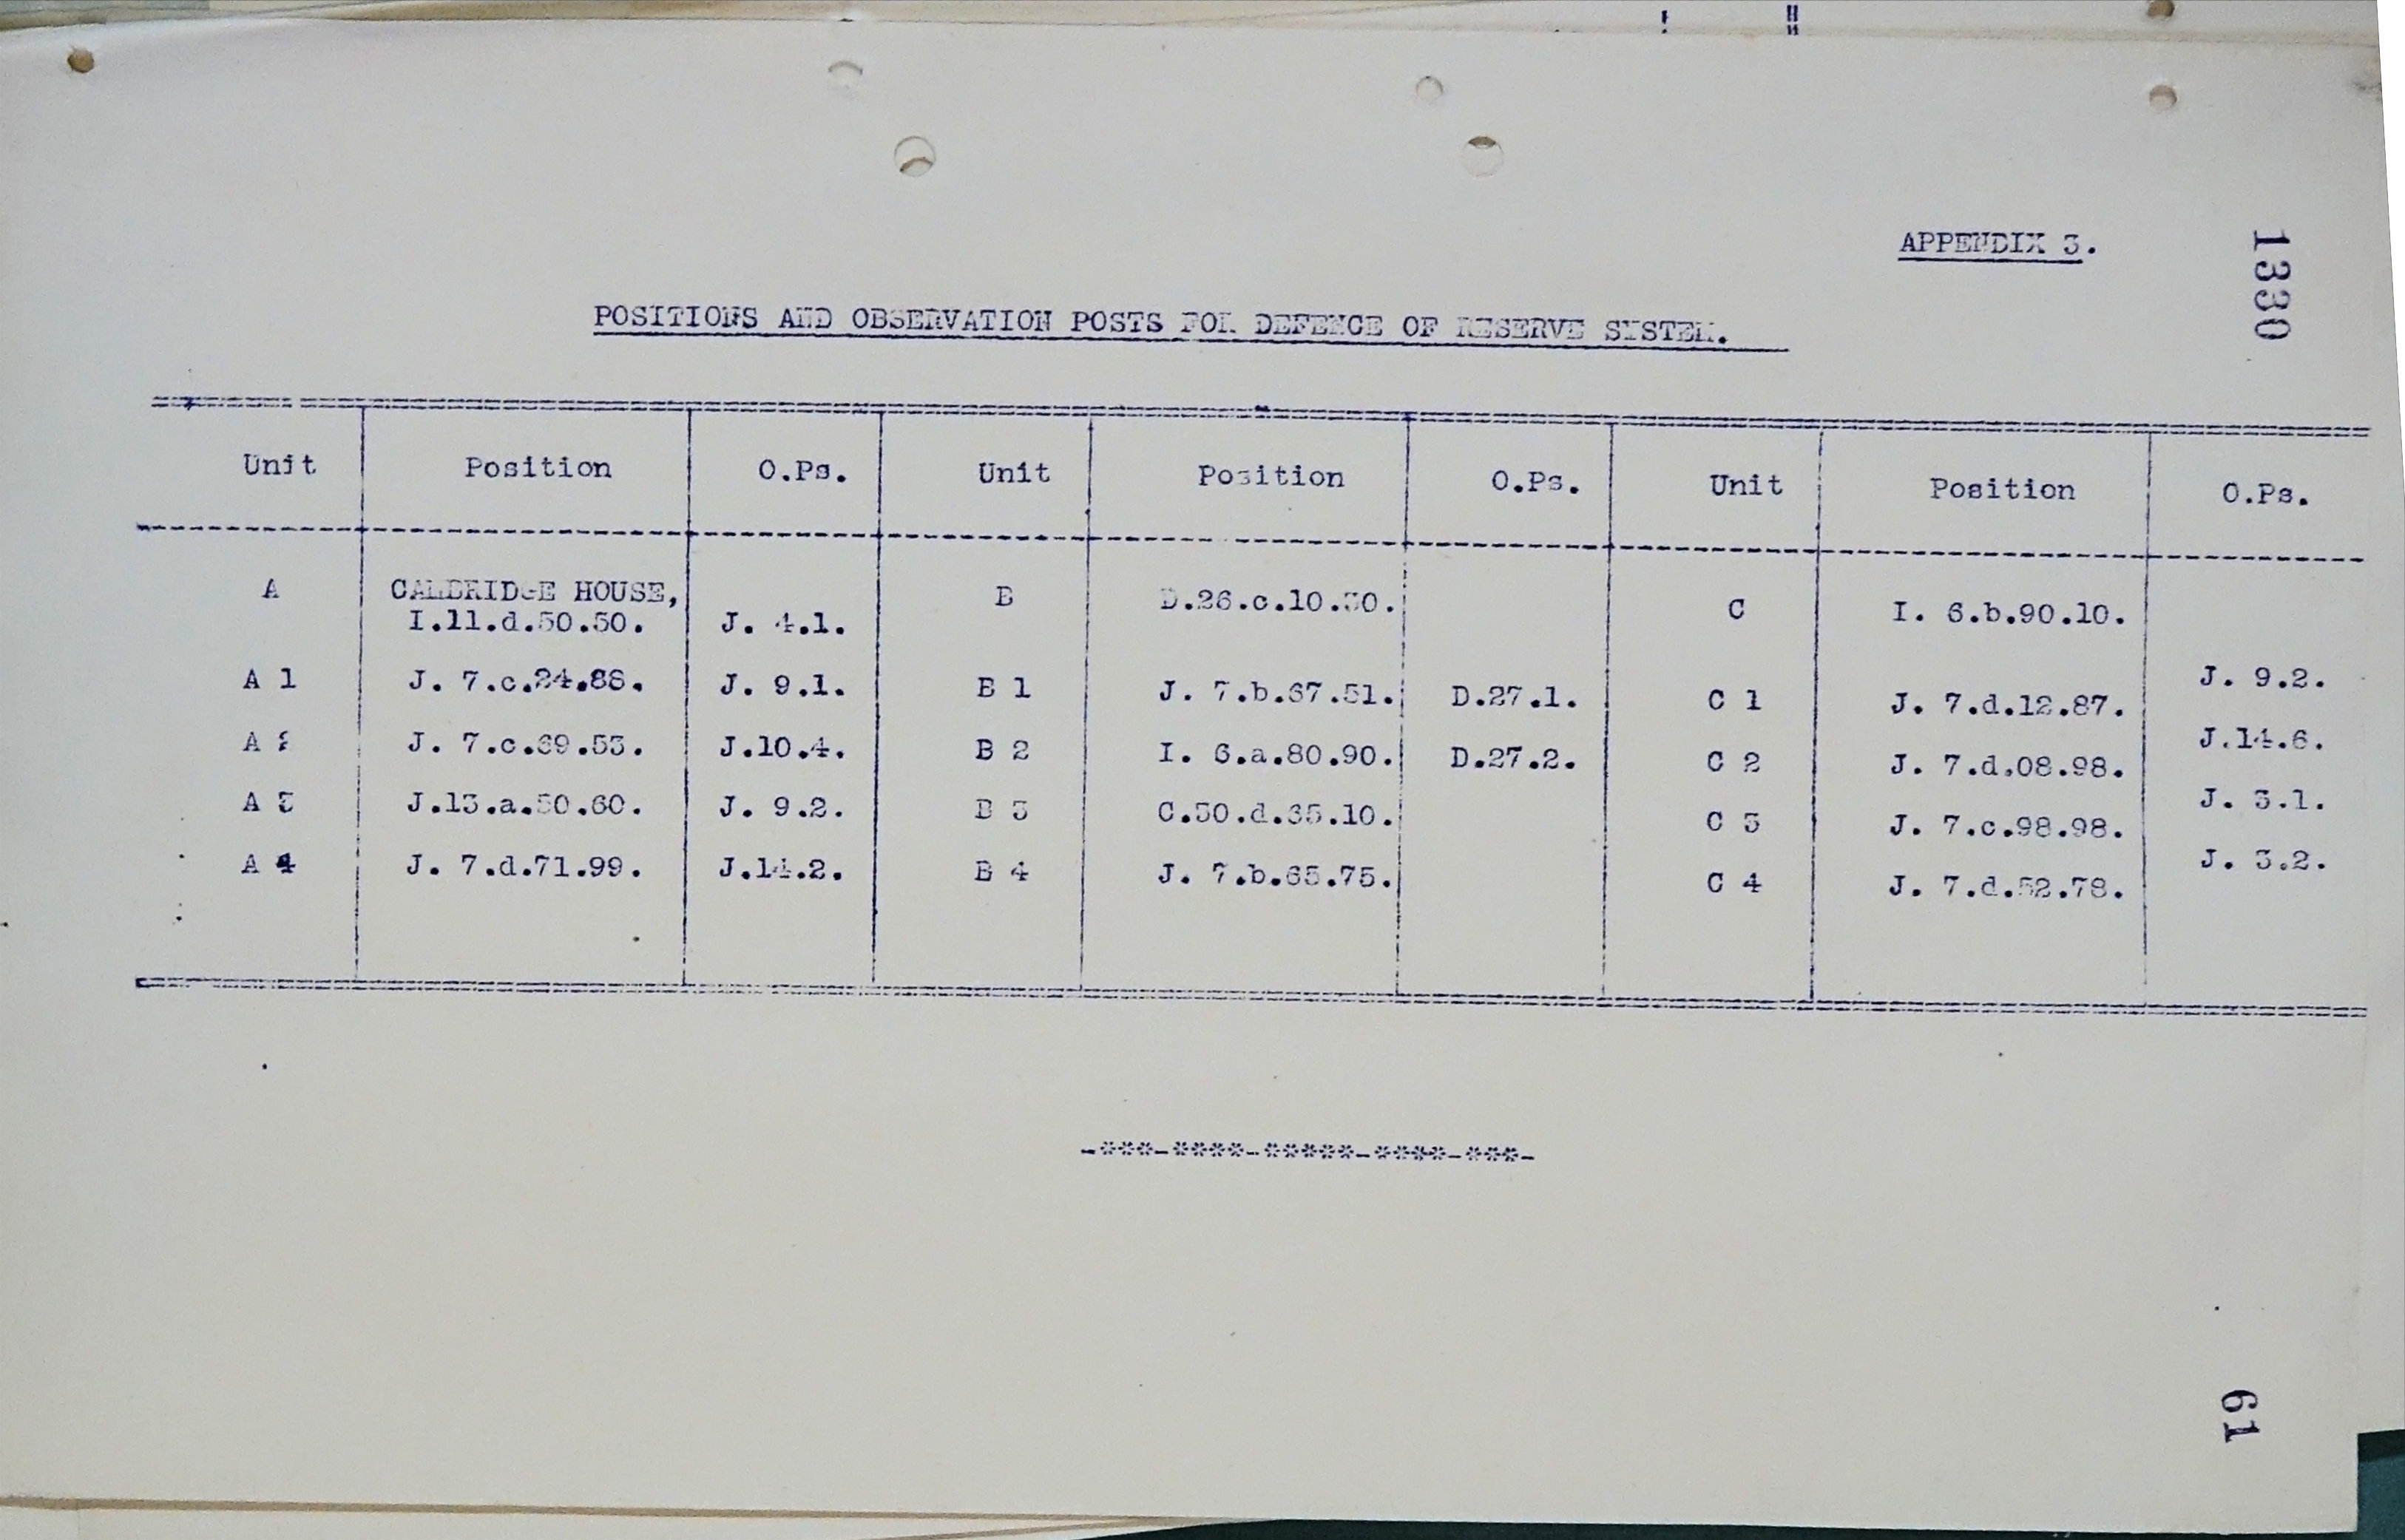 1330
APPENDIX 3.
POSITIONS AND OBSERVATION POSTS FOR DEFENCE OF RESERVE SYSTEM.
Unit Position O.Ps. Unit Position O.Ps. Unit Position O.Ps.
A CAMBRIDGE HOUSE, B D.26.c.10.30. C I. 6.b.90.10.
I.11.d.50.50. J. 4.1.
A 1 J. 7.c.24.88. J. 9.1. B 1 J. 7.b.67.51. D.27.1. C 1 J. 7.d.12.87. J. 9.2.
A 2 J. 7.c.69.53. J.10.4. B 2 I. 6.a.80.90. D.27.2. C 2 J. 7.d.08.98. J.14.6.
A 3 J.13.a.50.60. J. 9.2. B 3 C.30.d.65.10. C 3 J. 7.c.98.98. J. 3.1.
A 4 J. 7.d.71.99. J.14.2. B 4 J. 7.b.65.75. C 4 J. 7.d.52.78. J. 3.2.
-***-****-*****-****-***-
61